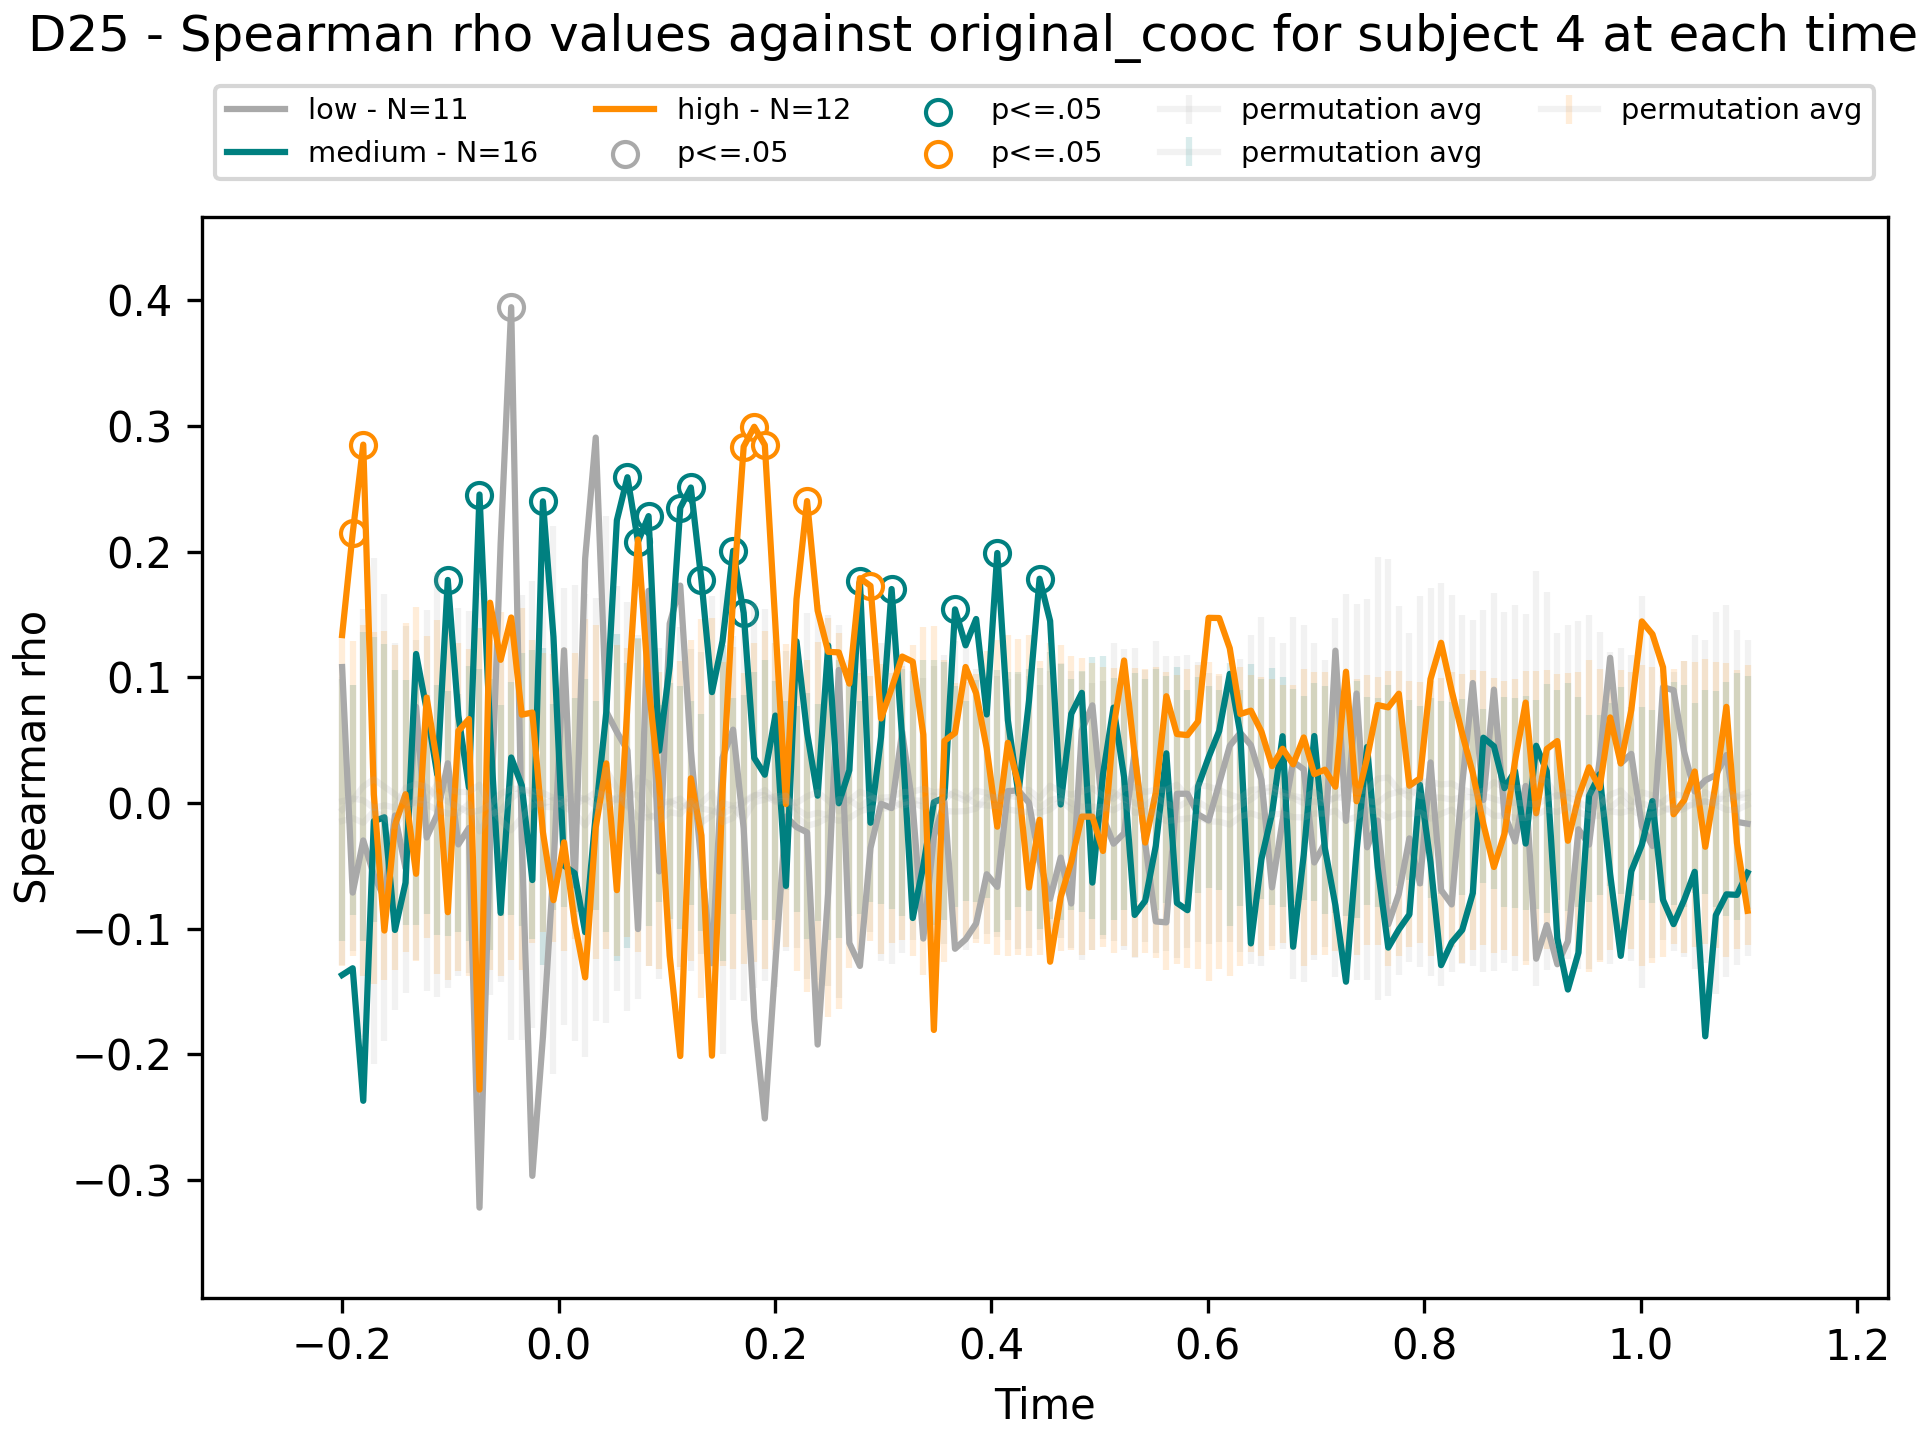 D25 - Spearman rho values against original_cooc for subject 4 at each time
low - N=11
medium - N=16
high - N=12
p<=.05
p<=.05
p<=.05
permutation avg
permutation avg
permutation avg
Spearman rho
0.4
0.3
0.2
0.1
0.0
−0.1
−0.2
−0.3
−0.2 0.0 0.2 0.4 0.6 0.8 1.0 1.2
Time